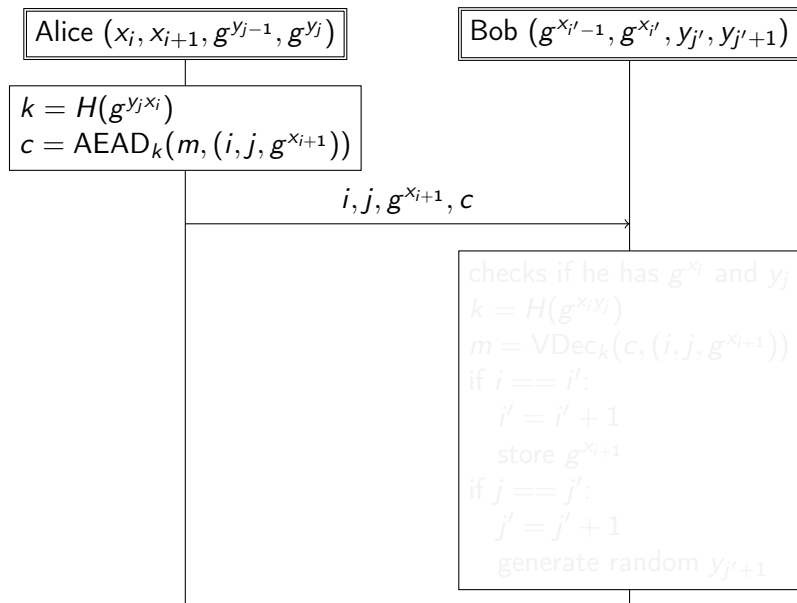 Alice (x_i, x_{i+1}, g^{y_{j-1}}, g^{y_j})
Bob (g^{x_{i'-1}}, g^{x_{i'}}, y_{j'}, y_{j'+1})
k = H(g^{y_j x_i})
c = AEAD_k(m, (i, j, g^{x_{i+1}}))
i, j, g^{x_{i+1}}, c
checks if he has g^{x_i} and y_j
k = H(g^{x_i y_j})
m = VDec_k(c, (i, j, g^{x_{i+1}}))
if i == i':
i' = i' + 1
store g^{x_{i+1}}
if j == j':
j' = j' + 1
generate random y_{j'+1}